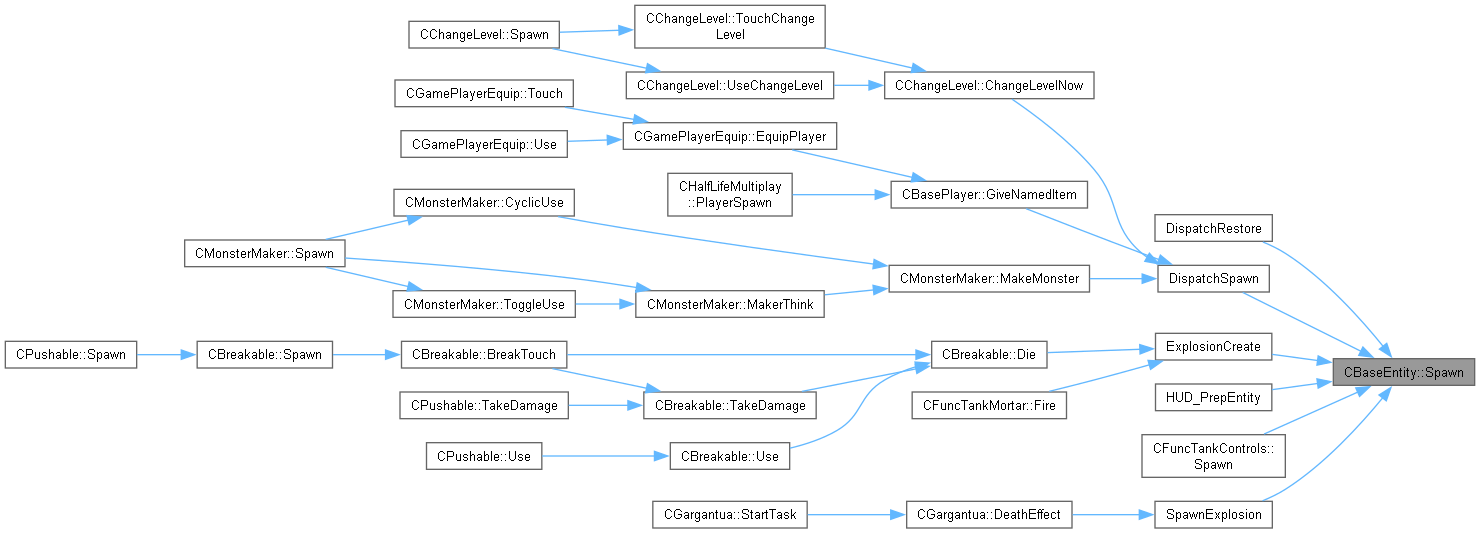 CChangeLevel::TouchChange
Level
CChangeLevel::Spawn
CChangeLevel::UseChangeLevel
CChangeLevel::ChangeLevelNow
CGamePlayerEquip::Touch
CGamePlayerEquip::EquipPlayer
CGamePlayerEquip::Use
CHalfLifeMultiplay
::PlayerSpawn
CBasePlayer::GiveNamedItem
CMonsterMaker::CyclicUse
DispatchRestore
CMonsterMaker::Spawn
CMonsterMaker::MakeMonster
DispatchSpawn
CMonsterMaker::ToggleUse
CMonsterMaker::MakerThink
CPushable::Spawn
CBreakable::Spawn
CBreakable::BreakTouch
CBreakable::Die
ExplosionCreate
CBaseEntity::Spawn
CPushable::TakeDamage
CBreakable::TakeDamage
CFuncTankMortar::Fire
HUD_PrepEntity
CPushable::Use
CBreakable::Use
CFuncTankControls::
Spawn
CGargantua::StartTask
CGargantua::DeathEffect
SpawnExplosion